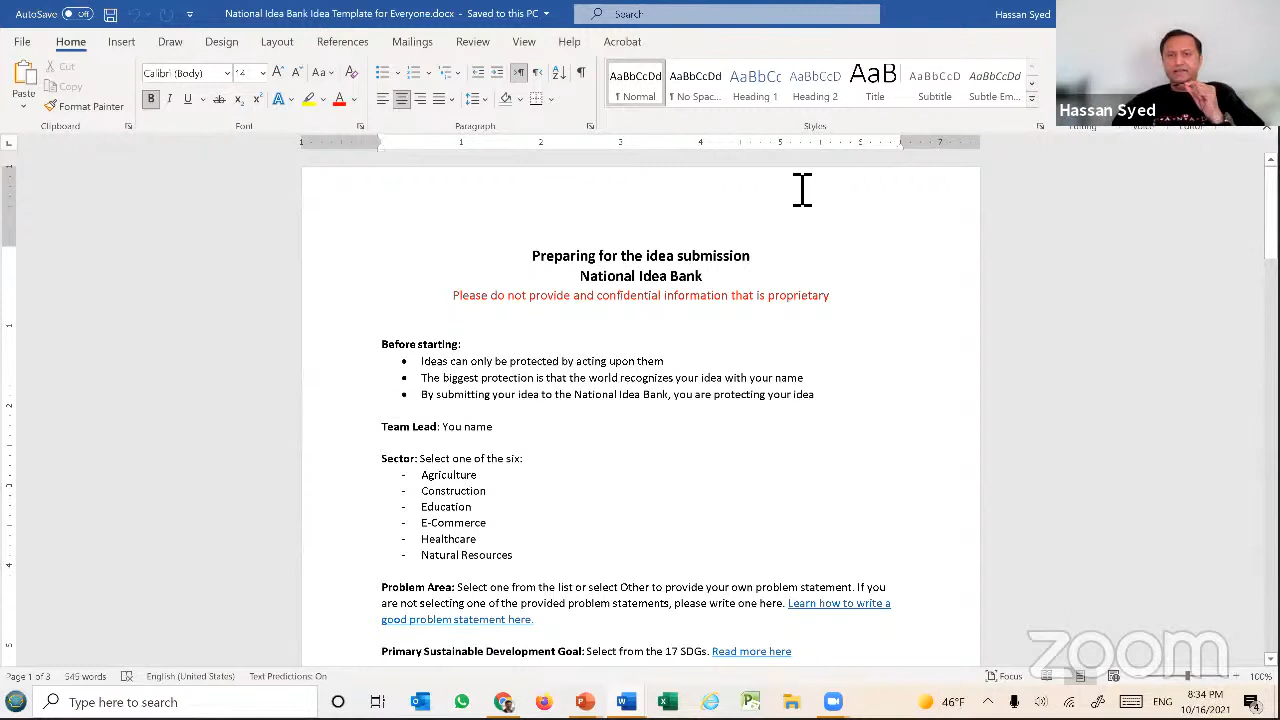 AutoSave Off National Idea Bank Idea Template for Everyone.docx - Saved to this PC Search Hassan Syed
File Home Insert Draw Design Layout References Mailings Review View Help Acrobat
Paste Cut Copy Format Painter Calibri (Body) 12
B I U
AaBbCcDd AaBbCcDd AaBbCc AaBbCcD AaB AaBbCcD AaBbCcDd
¶ Normal ¶ No Spac... Heading 1 Heading 2 Title Subtitle Subtle Em...
Clipboard Font Paragraph Styles
Hassan Syed
Preparing for the idea submission
National Idea Bank
Please do not provide and confidential information that is proprietary
Before starting:
● Ideas can only be protected by acting upon them
● The biggest protection is that the world recognizes your idea with your name
● By submitting your idea to the National Idea Bank, you are protecting your idea
Team Lead: You name
Sector: Select one of the six:
- Agriculture
- Construction
- Education
- E-Commerce
- Healthcare
- Natural Resources
Problem Area: Select one from the list or select Other to provide your own problem statement. If you
are not selecting one of the provided problem statements, please write one here. Learn how to write a
good problem statement here.
Primary Sustainable Development Goal: Select from the 17 SDGs. Read more here
zoom
Page 1 of 3 English (United States) Text Predictions: On Focus 100%
Type here to search 46°F 8:34 PM
10/16/2021